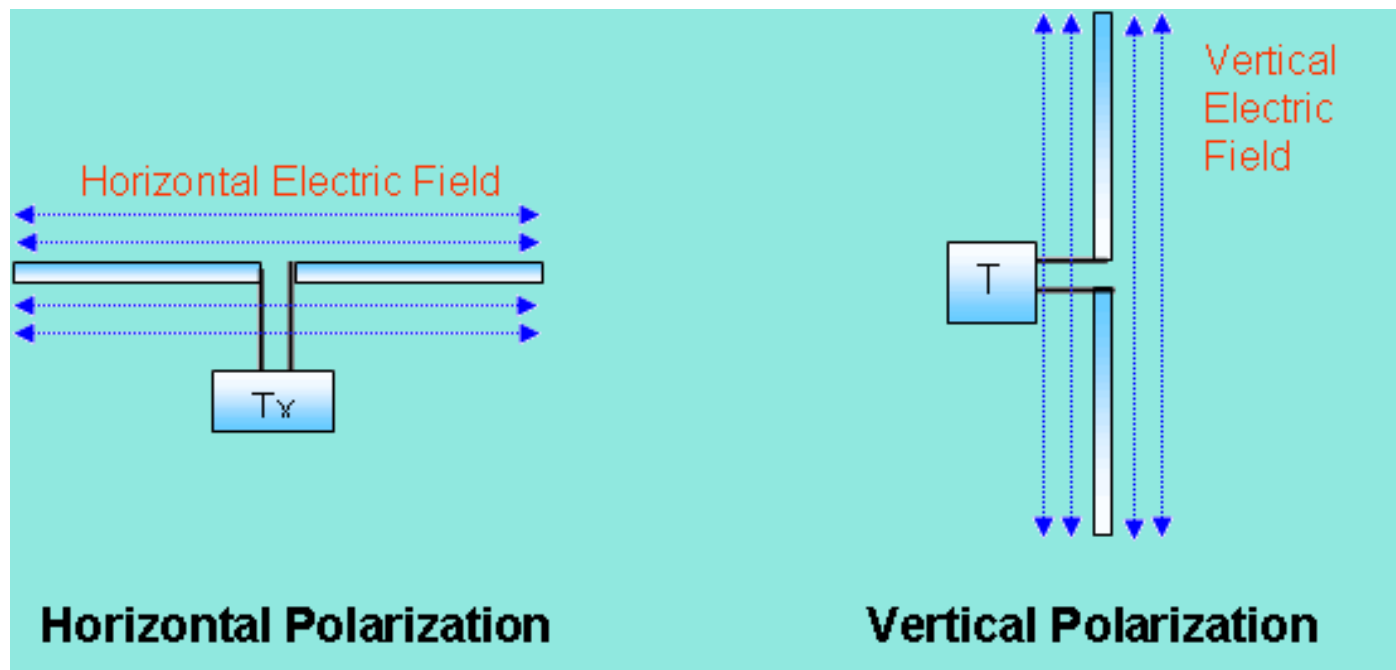 Horizontal Electric Field
Tx
Vertical
Electric
Field
T
Horizontal Polarization
Vertical Polarization